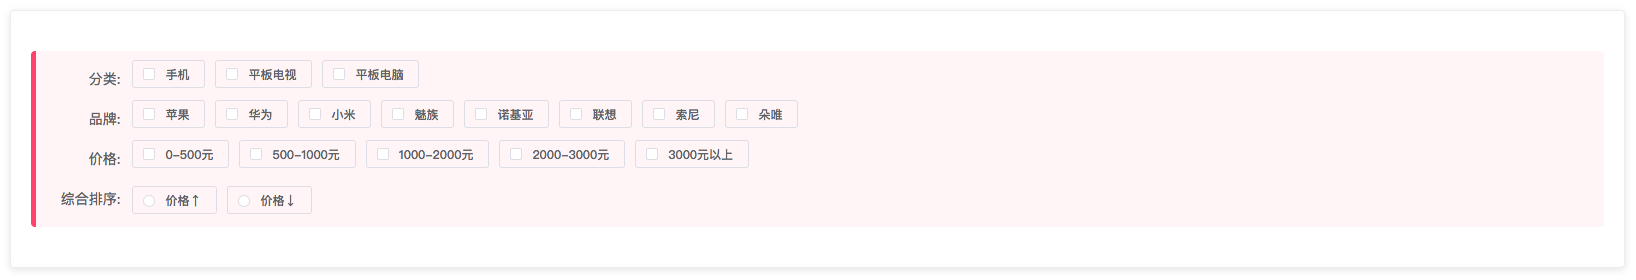 分类: 手机 平板电视 平板电脑
品牌: 苹果 华为 小米 魅族 诺基亚 联想 索尼 朵唯
价格: 0-500元 500-1000元 1000-2000元 2000-3000元 3000元以上
综合排序: 价格↑ 价格↓